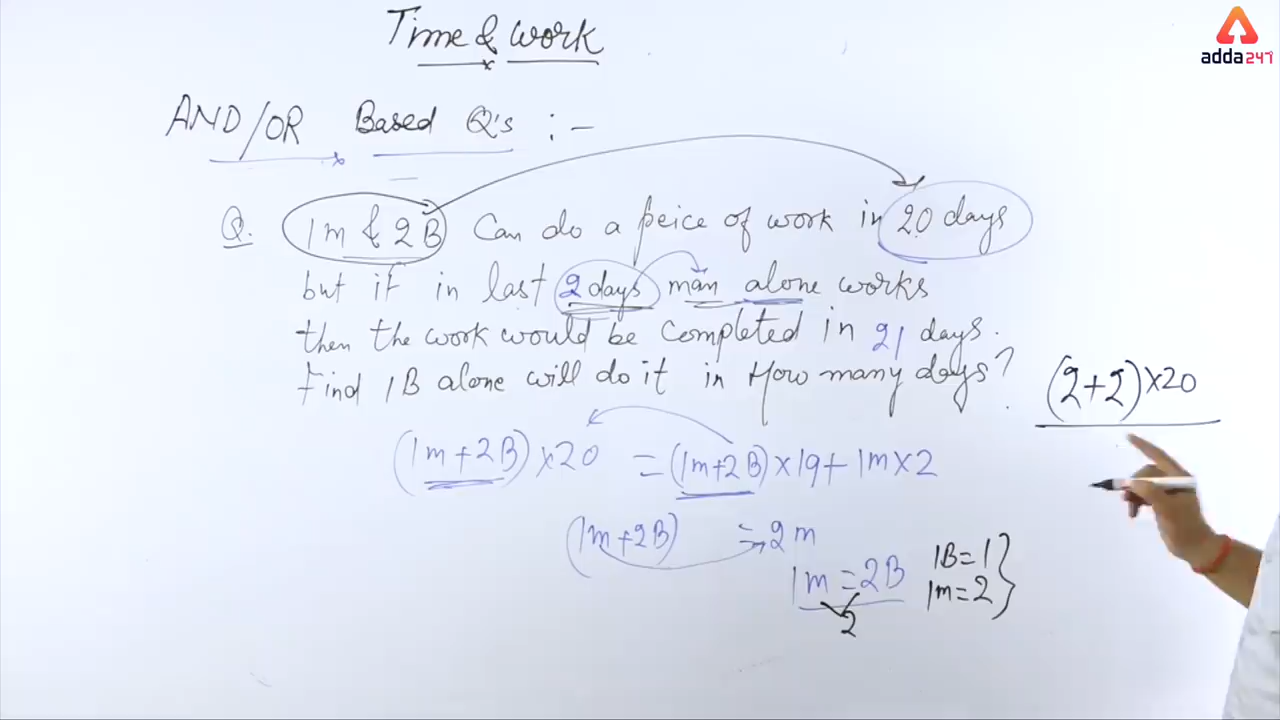 Time & work
adda247
AND/OR Based Q's :-
Q. 1m & 2B Can do a peice of work in 20 days
but if in last 2 days man alone works
then the work would be completed in 21 days.
Find 1B alone will do it in How many days?
(2+2)×20
(1m+2B)×20 = (1m+2B)×19+1m×2
(1m+2B) = 2m
1m = 2B
2
1B=1
1m=2}